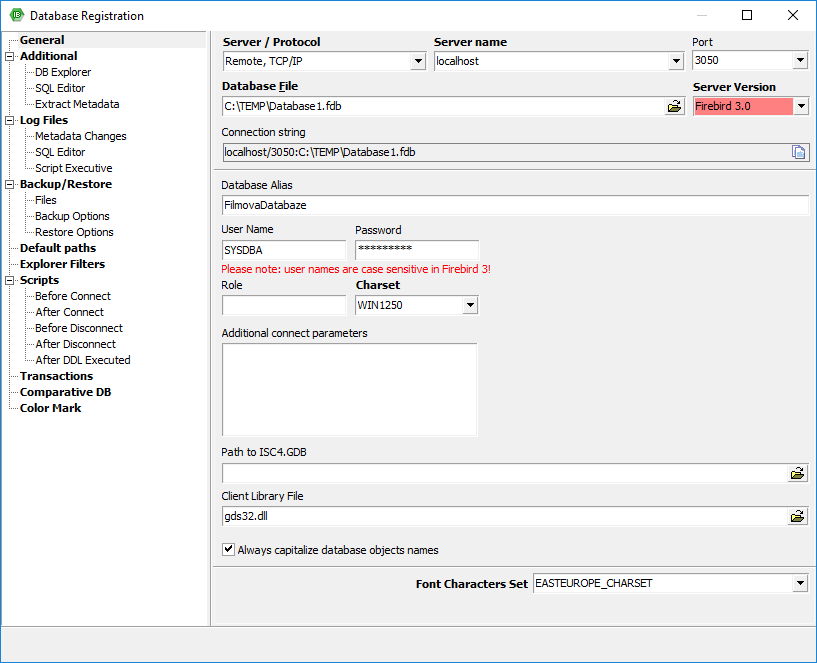 Database Registration
General
Additional
DB Explorer
SQL Editor
Extract Metadata
Log Files
Metadata Changes
SQL Editor
Script Executive
Backup/Restore
Files
Backup Options
Restore Options
Default paths
Explorer Filters
Scripts
Before Connect
After Connect
Before Disconnect
After Disconnect
After DDL Executed
Transactions
Comparative DB
Color Mark
Server / Protocol Server name Port
Remote, TCP/IP localhost 3050
Database File Server Version
C:\TEMP\Database1.fdb Firebird 3.0
Connection string
localhost/3050:C:\TEMP\Database1.fdb
Database Alias
FilmovaDatabaze
User Name Password
SYSDBA *********
Please note: user names are case sensitive in Firebird 3!
Role Charset
WIN1250
Additional connect parameters
Path to ISC4.GDB
Client Library File
gds32.dll
Always capitalize database objects names
Font Characters Set EASTEUROPE_CHARSET